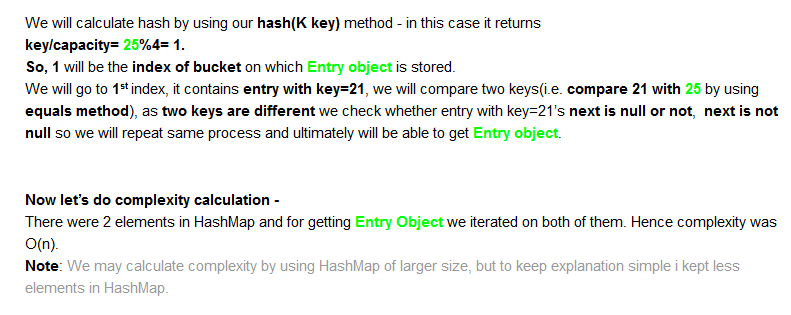 We will calculate hash by using our hash(K key) method - in this case it returns
key/capacity= 25%4= 1.
So, 1 will be the index of bucket on which Entry object is stored.
We will go to 1st index, it contains entry with key=21, we will compare two keys(i.e. compare 21 with 25 by using
equals method), as two keys are different we check whether entry with key=21's next is null or not, next is not
null so we will repeat same process and ultimately will be able to get Entry object.
Now let's do complexity calculation -
There were 2 elements in HashMap and for getting Entry Object we iterated on both of them. Hence complexity was
O(n).
Note: We may calculate complexity by using HashMap of larger size, but to keep explanation simple i kept less
elements in HashMap.